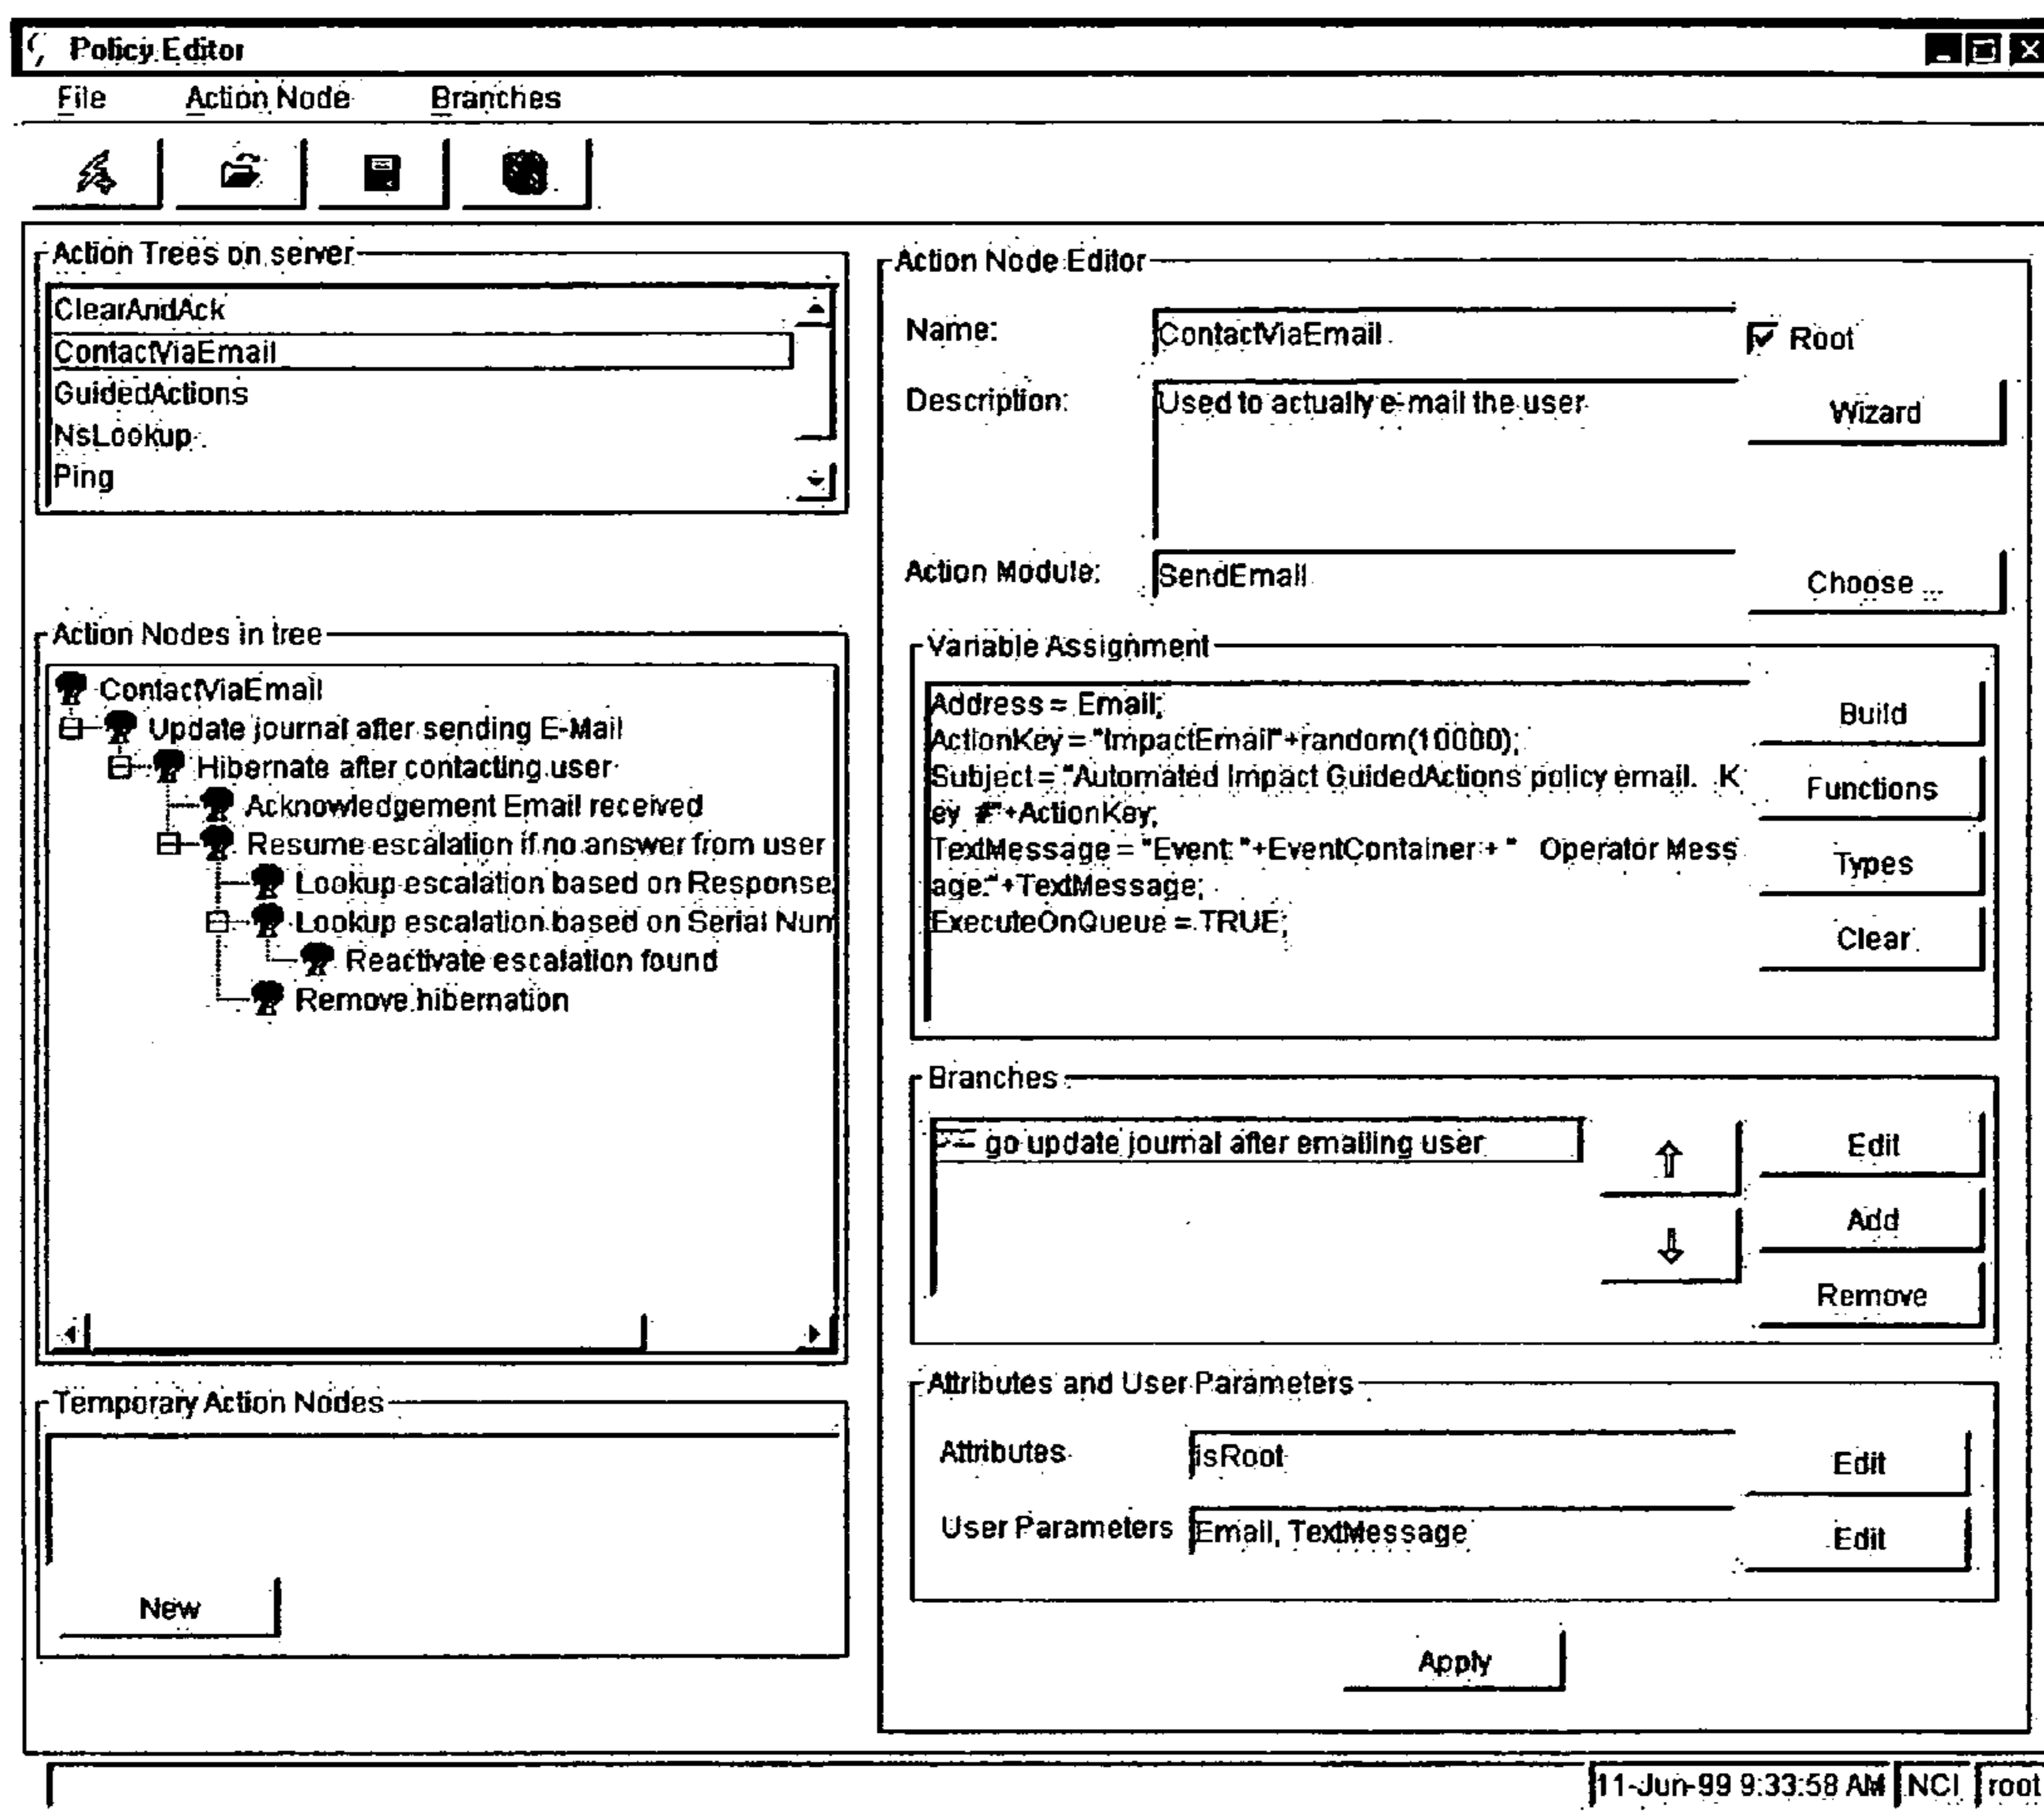 Policy Editor
File Action Node Branches
Action Trees on server
ClearAndAck
ContactViaEmail
GuidedActions
NsLookup
Ping
Action Nodes in tree
ContactViaEmail
Update journal after sending E-Mail
Hibernate after contacting user
Acknowledgement Email received
Resume escalation if no answer from user
Lookup escalation based on Response
Lookup escalation based on Serial Num
Reactivate escalation found
Remove hibernation
Temporary Action Nodes
New
Action Node Editor
Name: ContactViaEmail Root
Description: Used to actually e-mail the user Wizard
Action Module: SendEmail Choose ...
Variable Assignment
Address = Email;
ActionKey = "ImpactEmail"+random(10000);
Subject = "Automated Impact GuidedActions policy email. K
ey #"+ActionKey;
TextMessage = "Event: "+EventContainer + " Operator Mess
age:"+TextMessage;
ExecuteOnQueue = TRUE;
Build
Functions
Types
Clear
Branches
go update journal after emailing user
Edit
Add
Remove
Attributes and User Parameters
Attributes isRoot Edit
User Parameters Email, TextMessage Edit
Apply
11-Jun-99 9:33:58 AM NCI root